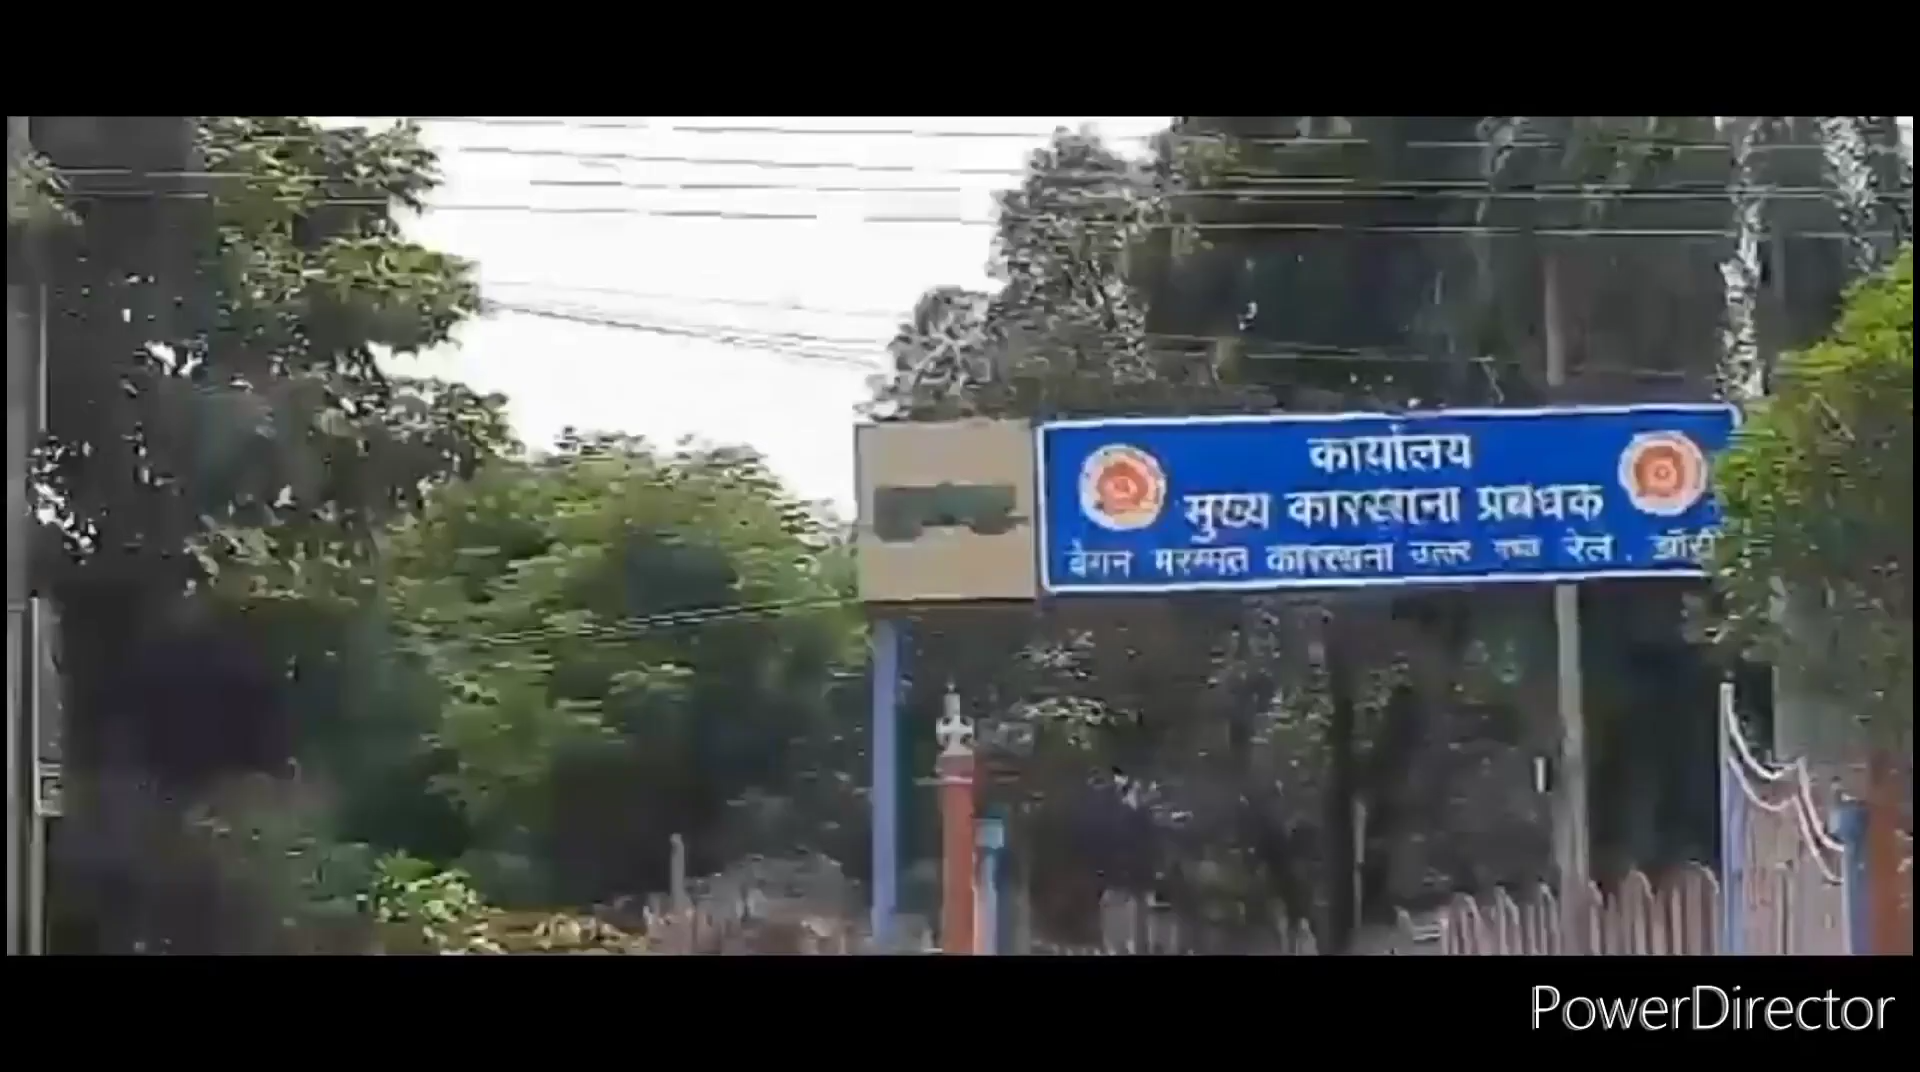 कार्यालय
मुख्य कारखाना प्रबंधक
वैगन मरम्मत कारखाना उत्तर मध्य रेल, झाँसी
PowerDirector